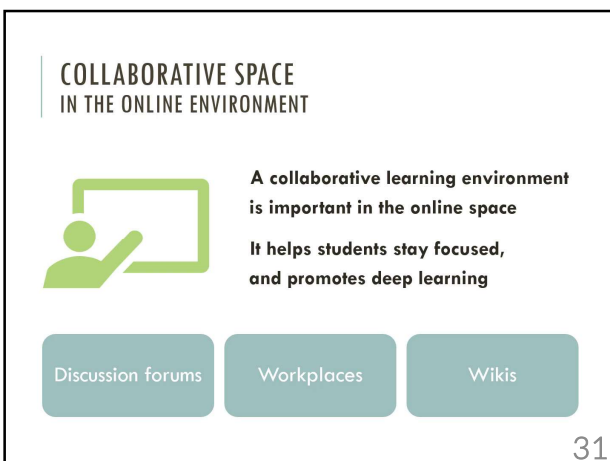 COLLABORATIVE SPACE
IN THE ONLINE ENVIRONMENT
A collaborative learning environment
is important in the online space
It helps students stay focused,
and promotes deep learning
Discussion forums
Workplaces
Wikis
31